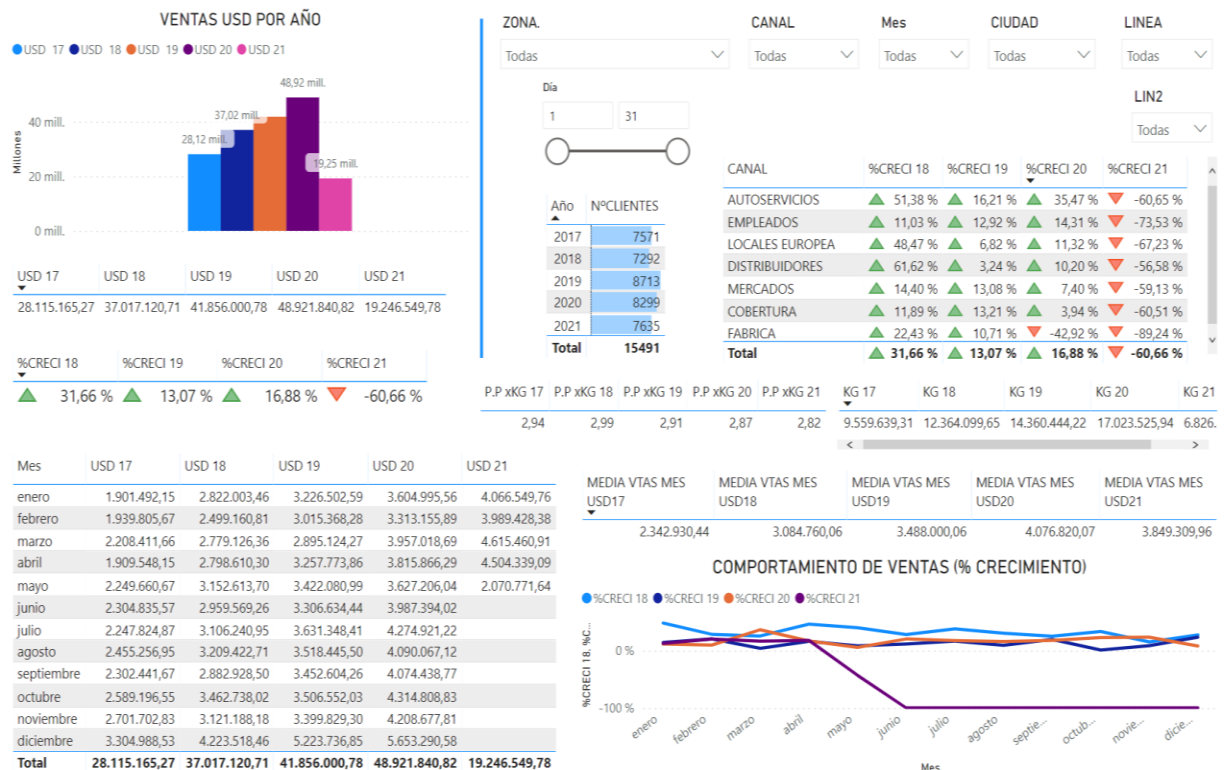 VENTAS USD POR AÑO
USD 17 USD 18 USD 19 USD 20 USD 21
Millones
40 mill.
20 mill.
0 mill.
28,12 mill.
37,02 mill.
48,92 mill.
19,25 mill.
USD 17 USD 18 USD 19 USD 20 USD 21
28.115.165,27 37.017.120,71 41.856.000,78 48.921.840,82 19.246.549,78
%CRECI 18 %CRECI 19 %CRECI 20 %CRECI 21
31,66 % 13,07 % 16,88 % -60,66 %
Mes USD 17 USD 18 USD 19 USD 20 USD 21
enero 1.901.492,15 2.822.003,46 3.226.502,59 3.604.995,56 4.066.549,76
febrero 1.939.805,67 2.499.160,81 3.015.368,28 3.313.155,89 3.989.428,38
marzo 2.208.411,66 2.779.126,36 2.895.124,27 3.957.018,69 4.615.460,91
abril 1.909.548,15 2.798.610,30 3.257.773,86 3.815.866,29 4.504.339,09
mayo 2.249.660,67 3.152.613,70 3.422.080,99 3.627.206,04 2.070.771,64
junio 2.304.835,57 2.959.569,26 3.306.634,44 3.987.394,02
julio 2.247.824,87 3.106.240,95 3.631.348,41 4.274.921,22
agosto 2.455.256,95 3.209.422,71 3.518.445,50 4.090.067,12
septiembre 2.302.441,67 2.882.928,50 3.452.604,26 4.074.438,77
octubre 2.589.196,55 3.462.738,02 3.506.552,03 4.314.808,83
noviembre 2.701.702,83 3.121.188,18 3.399.829,30 4.208.677,81
diciembre 3.304.988,53 4.223.518,46 5.223.736,85 5.653.290,58
Total 28.115.165,27 37.017.120,71 41.856.000,78 48.921.840,82 19.246.549,78
ZONA. CANAL Mes CIUDAD LINEA
Todas Todas Todas Todas Todas
Día
1 31
LIN2
Todas
Año NºCLIENTES
2017 7571
2018 7292
2019 8713
2020 8299
2021 7635
Total 15491
CANAL %CRECI 18 %CRECI 19 %CRECI 20 %CRECI 21
AUTOSERVICIOS 51,38 % 16,21 % 35,47 % -60,65 %
EMPLEADOS 11,03 % 12,92 % 14,31 % -73,53 %
LOCALES EUROPEA 48,47 % 6,82 % 11,32 % -67,23 %
DISTRIBUIDORES 61,62 % 3,24 % 10,20 % -56,58 %
MERCADOS 14,40 % 13,08 % 7,40 % -59,13 %
COBERTURA 11,89 % 13,21 % 3,94 % -60,51 %
FABRICA 22,43 % 10,71 % -42,92 % -89,24 %
Total 31,66 % 13,07 % 16,88 % -60,66 %
P.P xKG 17 P.P xKG 18 P.P xKG 19 P.P xKG 20 P.P xKG 21
2,94 2,99 2,91 2,87 2,82
KG 17 KG 18 KG 19 KG 20 KG 21
9.559.639,31 12.364.099,65 14.360.444,22 17.023.525,94 6.826.
MEDIA VTAS MES USD17 MEDIA VTAS MES USD18 MEDIA VTAS MES USD19 MEDIA VTAS MES USD20 MEDIA VTAS MES USD21
2.342.930,44 3.084.760,06 3.488.000,06 4.076.820,07 3.849.309,96
COMPORTAMIENTO DE VENTAS (% CRECIMIENTO)
%CRECI 18 %CRECI 19 %CRECI 20 %CRECI 21
%CRECI 18, %C...
0 %
-100 %
enero febrero marzo abril mayo junio julio agosto septie... octub... novie... dicie...
Mes